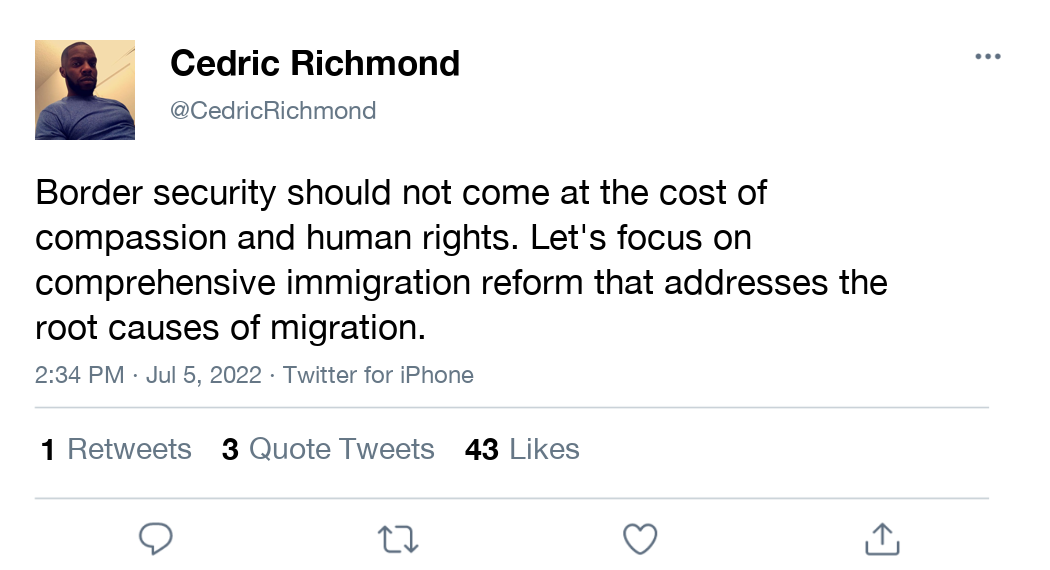 Cedric Richmond
@CedricRichmond
Border security should not come at the cost of
compassion and human rights. Let's focus on
comprehensive immigration reform that addresses the
root causes of migration.
2:34 PM · Jul 5, 2022 · Twitter for iPhone
1 Retweets 3 Quote Tweets 43 Likes